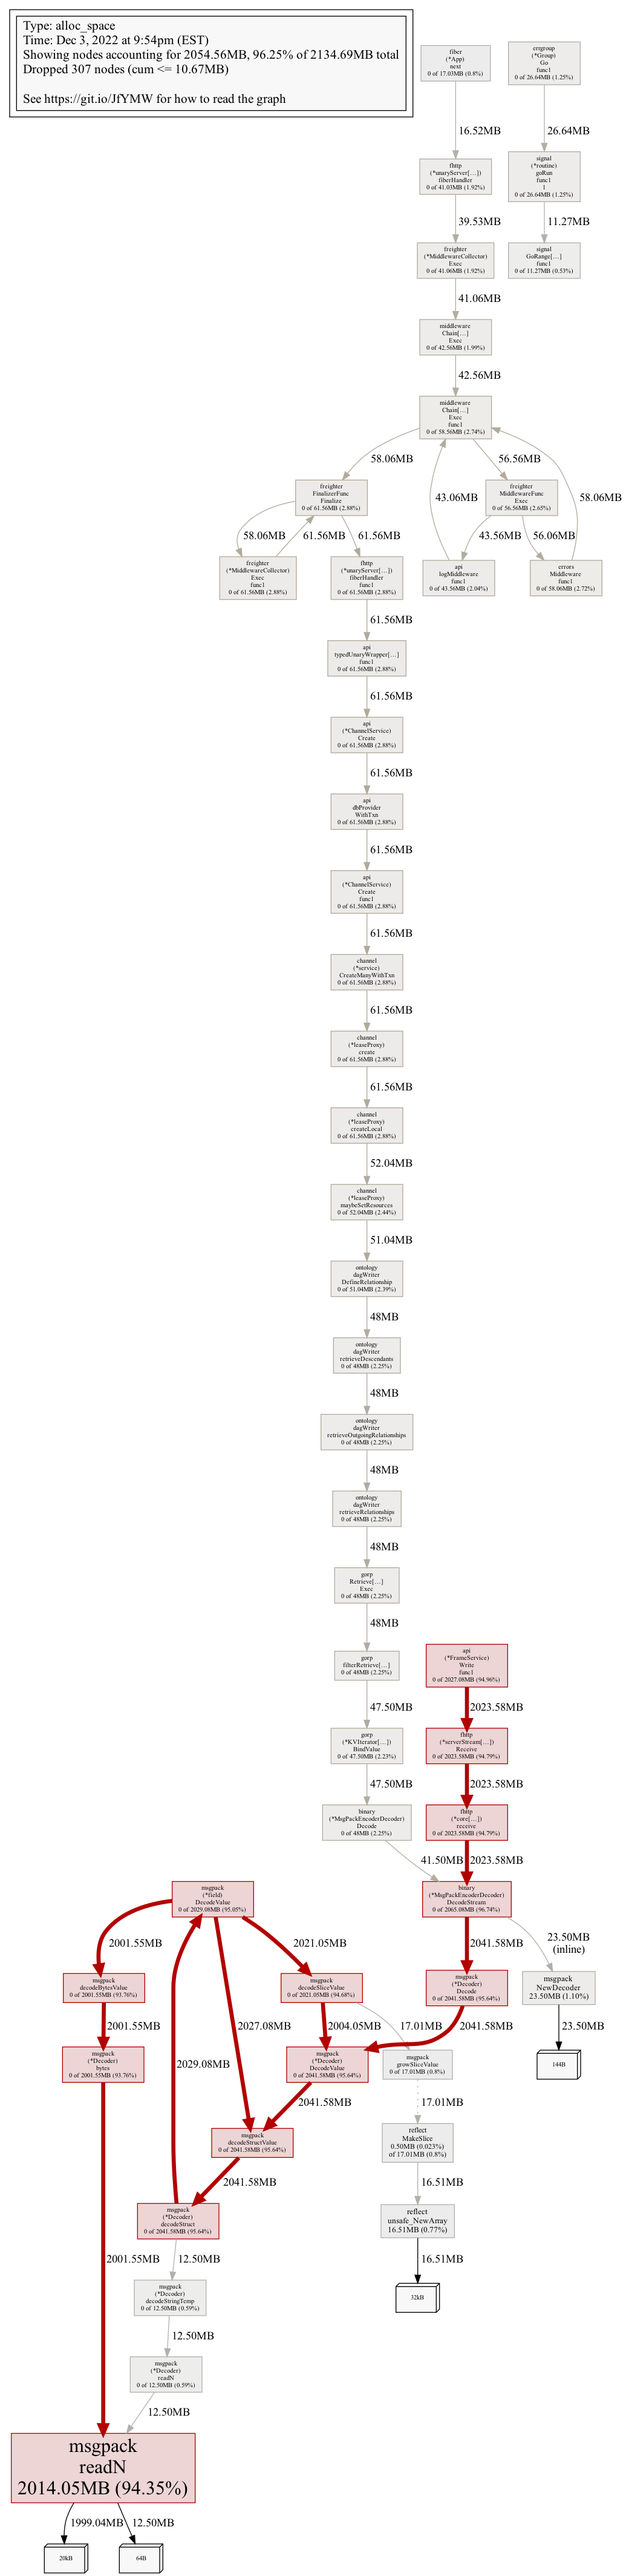 Type: alloc_space
Time: Dec 3, 2022 at 9:54pm (EST)
Showing nodes accounting for 2054.56MB, 96.25% of 2134.69MB total
Dropped 307 nodes (cum <= 10.67MB)
See https://git.io/JfYMW for how to read the graph
fiber
(*App)
next
0 of 17.03MB (0.8%)
errgroup
(*Group)
Go
func1
0 of 26.64MB (1.25%)
16.52MB
26.64MB
fhttp
(*unaryServer[…])
fiberHandler
0 of 41.03MB (1.92%)
signal
(*routine)
goRun
func1
1
0 of 26.64MB (1.25%)
39.53MB
11.27MB
freighter
(*MiddlewareCollector)
Exec
0 of 41.06MB (1.92%)
signal
GoRange[…]
func1
0 of 11.27MB (0.53%)
41.06MB
middleware
Chain[…]
Exec
0 of 42.56MB (1.99%)
42.56MB
middleware
Chain[…]
Exec
func1
0 of 58.56MB (2.74%)
58.06MB
56.56MB
freighter
FinalizerFunc
Finalize
0 of 61.56MB (2.88%)
freighter
MiddlewareFunc
Exec
0 of 56.56MB (2.65%)
43.06MB
58.06MB
58.06MB
61.56MB
61.56MB
43.56MB
56.06MB
freighter
(*MiddlewareCollector)
Exec
func1
0 of 61.56MB (2.88%)
fhttp
(*unaryServer[…])
fiberHandler
func1
0 of 61.56MB (2.88%)
api
logMiddleware
func1
0 of 43.56MB (2.04%)
errors
Middleware
func1
0 of 58.06MB (2.72%)
61.56MB
api
typedUnaryWrapper[…]
func1
0 of 61.56MB (2.88%)
61.56MB
api
(*ChannelService)
Create
0 of 61.56MB (2.88%)
61.56MB
api
dbProvider
WithTxn
0 of 61.56MB (2.88%)
61.56MB
api
(*ChannelService)
Create
func1
0 of 61.56MB (2.88%)
61.56MB
channel
(*service)
CreateManyWithTxn
0 of 61.56MB (2.88%)
61.56MB
channel
(*leaseProxy)
create
0 of 61.56MB (2.88%)
61.56MB
channel
(*leaseProxy)
createLocal
0 of 61.56MB (2.88%)
52.04MB
channel
(*leaseProxy)
maybeSetResources
0 of 52.04MB (2.44%)
51.04MB
ontology
dagWriter
DefineRelationship
0 of 51.04MB (2.39%)
48MB
ontology
dagWriter
retrieveDescendants
0 of 48MB (2.25%)
48MB
ontology
dagWriter
retrieveOutgoingRelationships
0 of 48MB (2.25%)
48MB
ontology
dagWriter
retrieveRelationships
0 of 48MB (2.25%)
48MB
gorp
Retrieve[…]
Exec
0 of 48MB (2.25%)
48MB
gorp
filterRetrieve[…]
0 of 48MB (2.25%)
api
(*FrameService)
Write
func1
0 of 2027.08MB (94.96%)
47.50MB
2023.58MB
gorp
(*KVIterator[…])
BindValue
0 of 47.50MB (2.23%)
fhttp
(*serverStream[…])
Receive
0 of 2023.58MB (94.79%)
47.50MB
2023.58MB
binary
(*MsgPackEncoderDecoder)
Decode
0 of 48MB (2.25%)
fhttp
(*core[…])
receive
0 of 2023.58MB (94.79%)
41.50MB
2023.58MB
msgpack
(*field)
DecodeValue
0 of 2029.08MB (95.05%)
binary
(*MsgPackEncoderDecoder)
DecodeStream
0 of 2065.08MB (96.74%)
2001.55MB
2021.05MB
2041.58MB
23.50MB
(inline)
msgpack
decodeBytesValue
0 of 2001.55MB (93.76%)
msgpack
decodeSliceValue
0 of 2021.05MB (94.68%)
msgpack
(*Decoder)
Decode
0 of 2041.58MB (95.64%)
msgpack
NewDecoder
23.50MB (1.10%)
2001.55MB
2027.08MB
2004.05MB
17.01MB
2041.58MB
23.50MB
msgpack
(*Decoder)
bytes
0 of 2001.55MB (93.76%)
2029.08MB
msgpack
(*Decoder)
DecodeValue
0 of 2041.58MB (95.64%)
msgpack
growSliceValue
0 of 17.01MB (0.8%)
144B
2041.58MB
17.01MB
msgpack
decodeStructValue
0 of 2041.58MB (95.64%)
reflect
MakeSlice
0.50MB (0.023%)
of 17.01MB (0.8%)
2041.58MB
16.51MB
msgpack
(*Decoder)
decodeStruct
0 of 2041.58MB (95.64%)
reflect
unsafe_NewArray
16.51MB (0.77%)
2001.55MB
12.50MB
16.51MB
msgpack
(*Decoder)
decodeStringTemp
0 of 12.50MB (0.59%)
32kB
12.50MB
msgpack
(*Decoder)
readN
0 of 12.50MB (0.59%)
12.50MB
msgpack
readN
2014.05MB (94.35%)
1999.04MB
12.50MB
20kB
64B